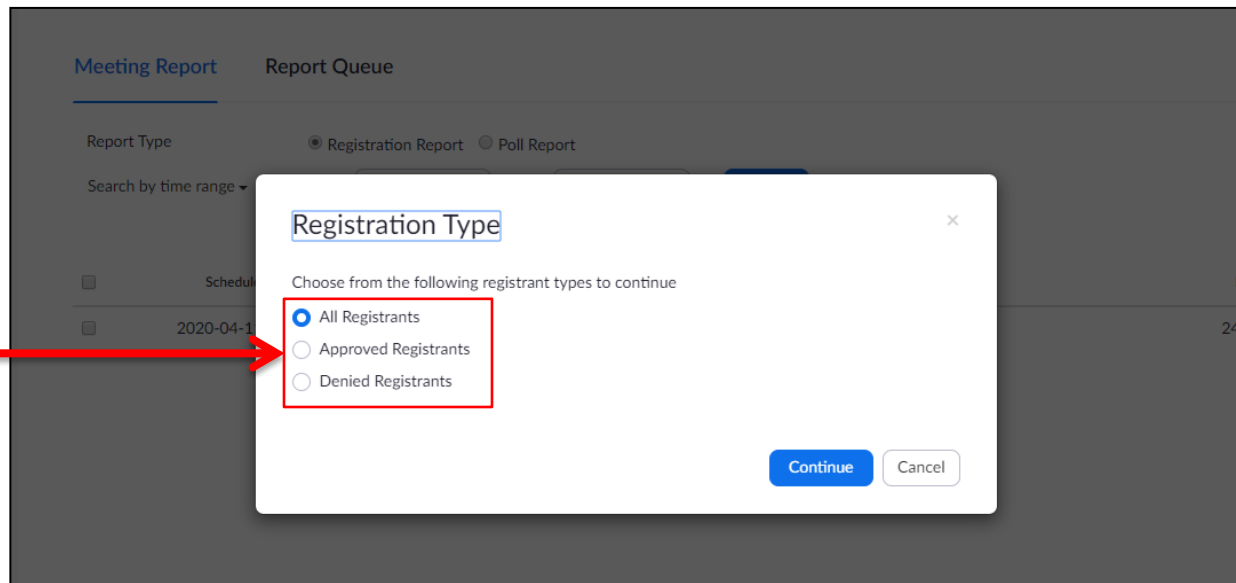 Meeting Report Report Queue
Report Type Registration Report Poll Report
Search by time range
Registration Type ×
Choose from the following registrant types to continue
All Registrants
Approved Registrants
Denied Registrants
Continue Cancel